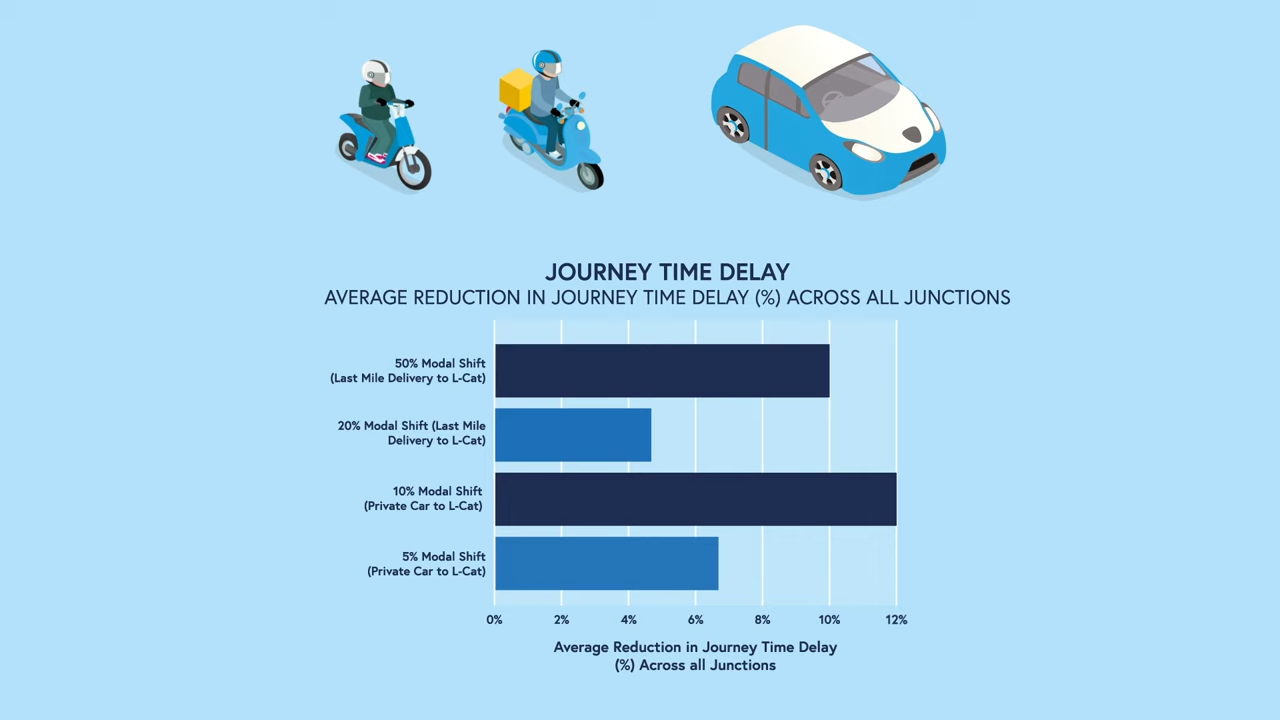 JOURNEY TIME DELAY
AVERAGE REDUCTION IN JOURNEY TIME DELAY (%) ACROSS ALL JUNCTIONS
50% Modal Shift
(Last Mile Delivery to L-Cat)
20% Modal Shift (Last Mile
Delivery to L-Cat)
10% Modal Shift
(Private Car to L-Cat)
5% Modal Shift
(Private Car to L-Cat)
0% 2% 4% 6% 8% 10% 12%
Average Reduction in Journey Time Delay
(%) Across all Junctions